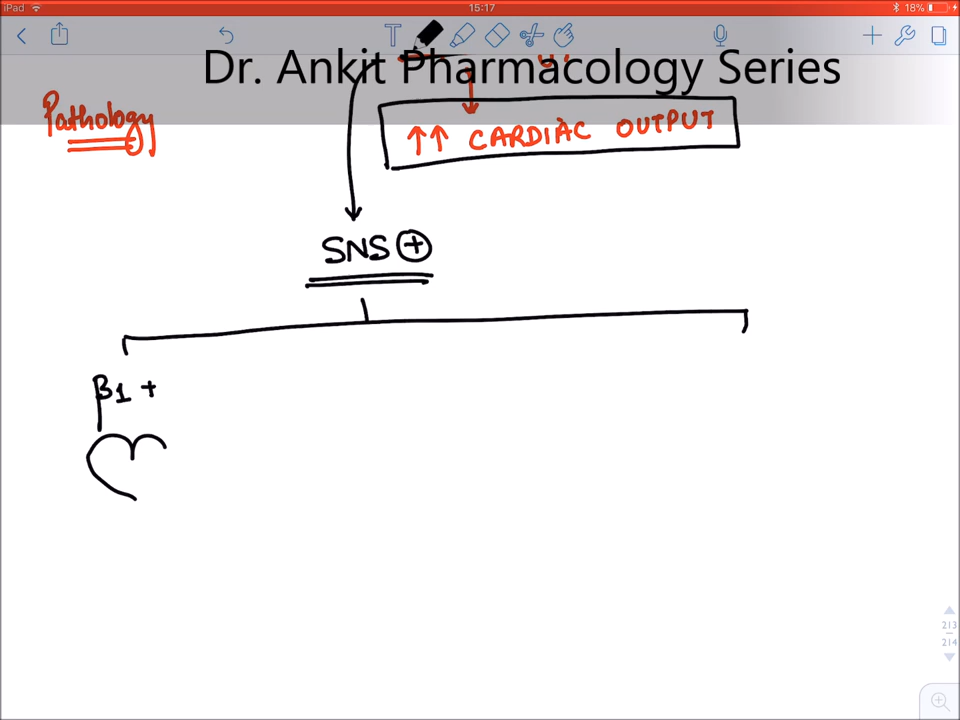 iPad 15:17 18%
T
Dr. Ankit Pharmacology Series
Pathology
↑↑ CARDIAC OUTPUT
SNS +
β1 +
213
214